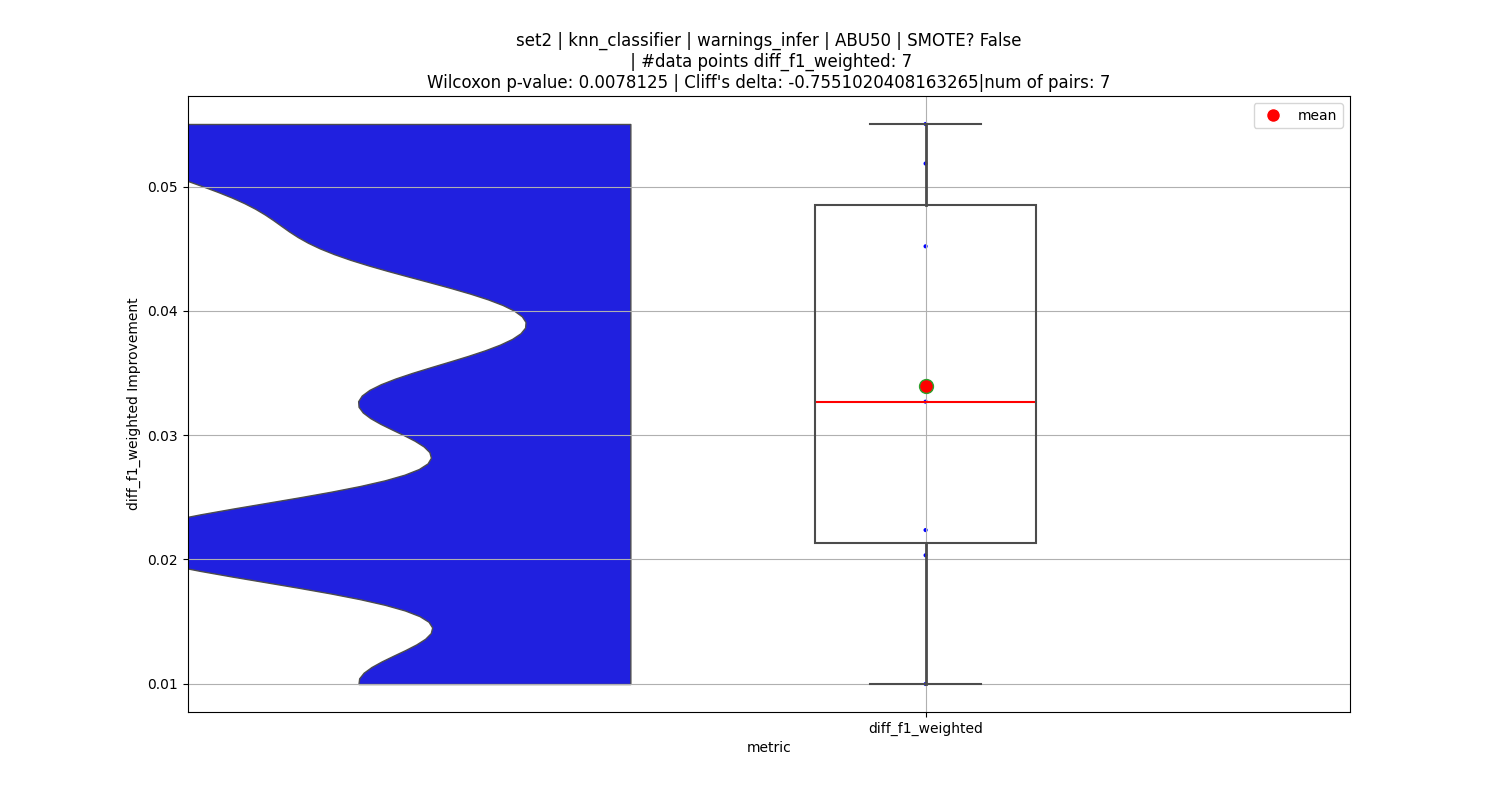 set2 | knn_classifier | warnings_infer | ABU50 | SMOTE? False
| #data points diff_f1_weighted: 7
Wilcoxon p-value: 0.0078125 | Cliff's delta: -0.7551020408163265|num of pairs: 7
mean
0.05
0.04
0.03
0.02
0.01
diff_f1_weighted Improvement
diff_f1_weighted
metric